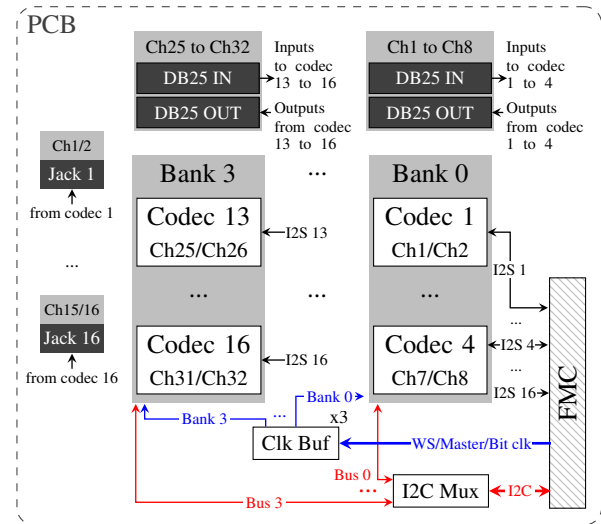 PCB
Ch25 to Ch32
DB25 IN
DB25 OUT
Inputs
to codec
13 to 16
Outputs
from codec
13 to 16
Ch1 to Ch8
DB25 IN
DB25 OUT
Inputs
to codec
1 to 4
Outputs
from codec
1 to 4
Ch1/2
Jack 1
from codec 1
...
Ch15/16
Jack 16
from codec 16
Bank 3
Codec 13
Ch25/Ch26
...
Codec 16
Ch31/Ch32
I2S 13
I2S 16
...
...
Bank 0
Codec 1
Ch1/Ch2
...
Codec 4
Ch7/Ch8
I2S 1
...
I2S 4
...
I2S 16
FMC
Bank 3
...
Bank 0
x3
Clk Buf
WS/Master/Bit clk
Bus 0
...
Bus 3
I2C Mux
I2C